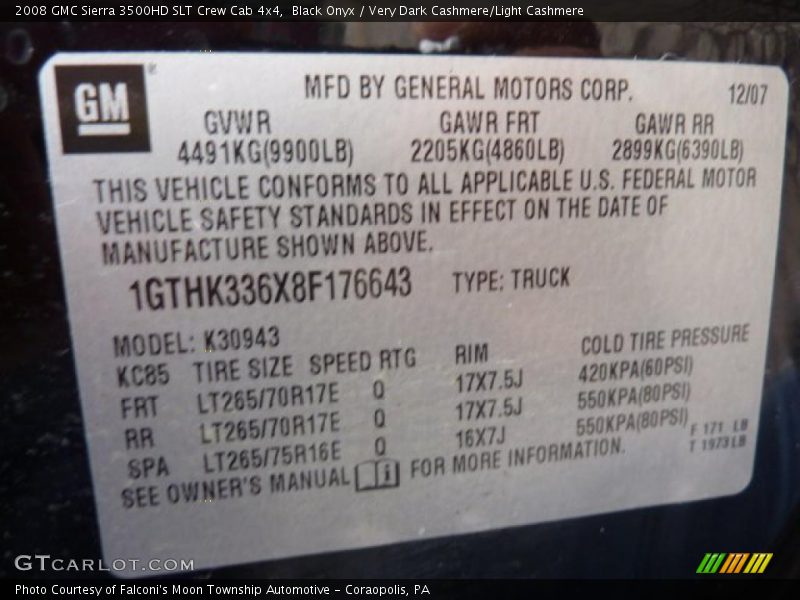 2008 GMC Sierra 3500HD SLT Crew Cab 4x4, Black Onyx / Very Dark Cashmere/Light Cashmere
GM
MFD BY GENERAL MOTORS CORP. 12/07
GVWR GAWR FRT GAWR RR
4491KG(9900LB) 2205KG(4860LB) 2899KG(6390LB)
THIS VEHICLE CONFORMS TO ALL APPLICABLE U.S. FEDERAL MOTOR
VEHICLE SAFETY STANDARDS IN EFFECT ON THE DATE OF
MANUFACTURE SHOWN ABOVE.
1GTHK336X8F176643 TYPE: TRUCK
MODEL: K30943
KC85 TIRE SIZE SPEED RTG RIM COLD TIRE PRESSURE
FRT LT265/70R17E Q 17X7.5J 420KPA(60PSI)
RR LT265/70R17E Q 17X7.5J 550KPA(80PSI)
SPA LT265/75R16E Q 16X7J 550KPA(80PSI)
F 171 LB
T 1973LB
SEE OWNER'S MANUAL i FOR MORE INFORMATION.
GTCARLOT.COM
Photo Courtesy of Falconi's Moon Township Automotive - Coraopolis, PA